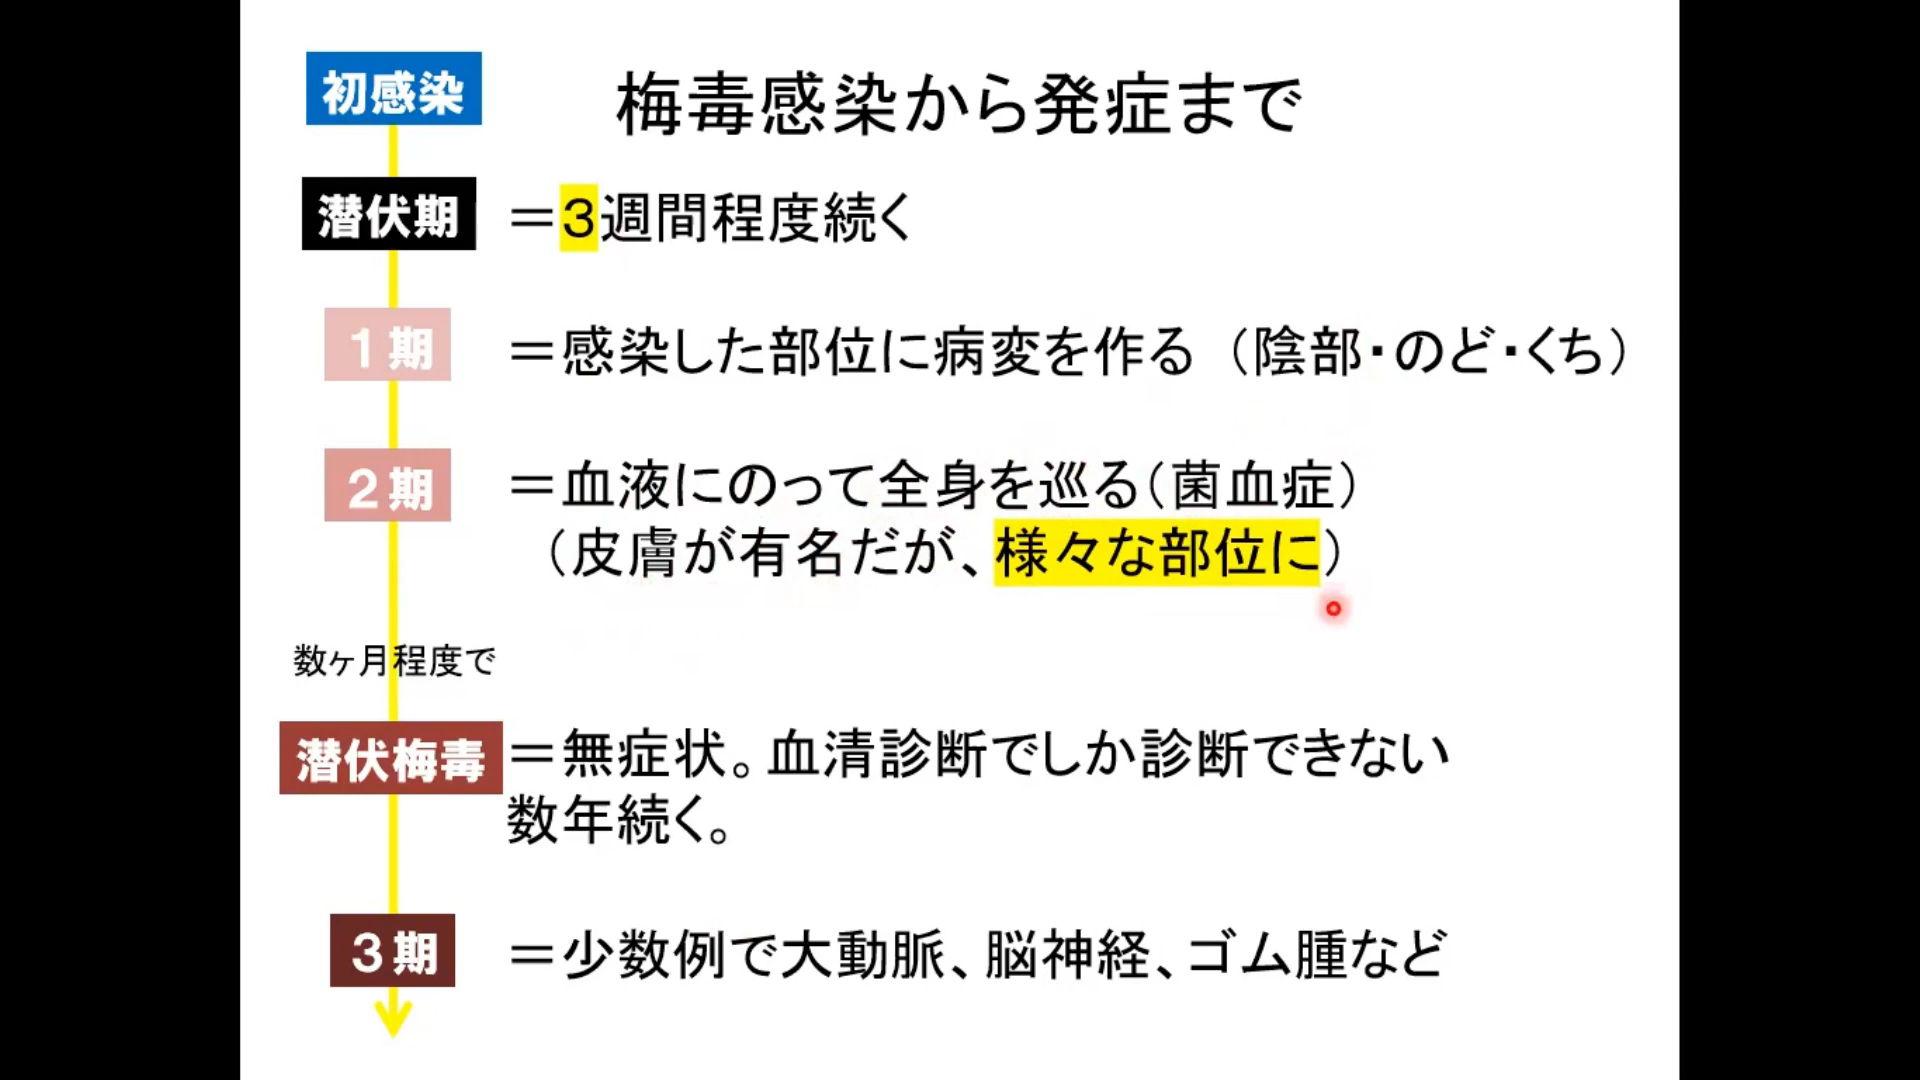 初感染
梅毒感染から発症まで
潜伏期
＝３週間程度続く
１期
＝感染した部位に病変を作る（陰部・のど・くち）
２期
＝血液にのって全身を巡る（菌血症）
（皮膚が有名だが、様々な部位に）
数ヶ月程度で
潜伏梅毒
＝無症状。血清診断でしか診断できない
数年続く。
３期
＝少数例で大動脈、脳神経、ゴム腫など